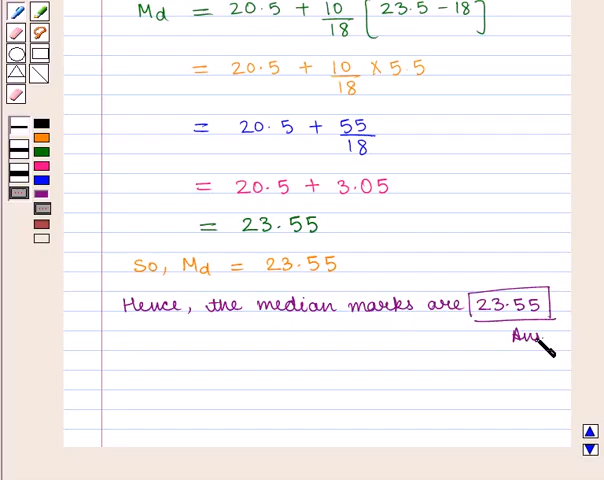 Md = 20.5 + 10/18 [23.5 - 18]
= 20.5 + 10/18 × 5.5
= 20.5 + 55/18
= 20.5 + 3.05
= 23.55
So, Md = 23.55
Hence, the median marks are 23.55
Ans.